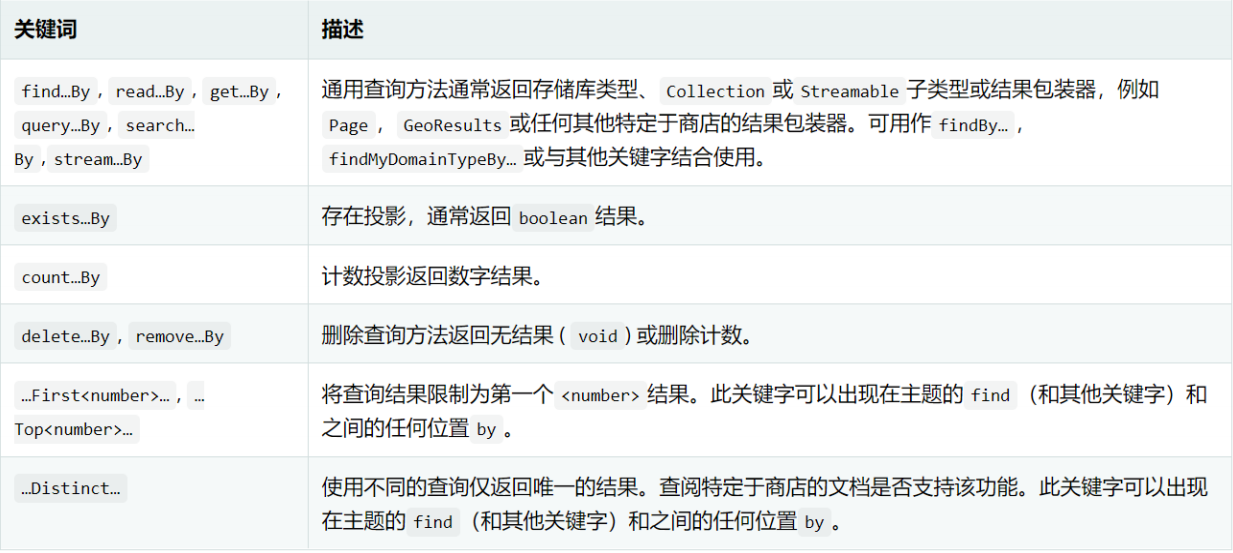 关键词 描述
find…By , read…By , get…By , 通用查询方法通常返回存储库类型、 Collection 或 Streamable 子类型或结果包装器，例如
query…By , search… Page ， GeoResults 或任何其他特定于商店的结果包装器。可用作 findBy… ，
By , stream…By findMyDomainTypeBy… 或与其他关键字结合使用。
exists…By 存在投影，通常返回 boolean 结果。
count…By 计数投影返回数字结果。
delete…By , remove…By 删除查询方法返回无结果 ( void ) 或删除计数。
…First<number>… , … 将查询结果限制为第一个 <number> 结果。此关键字可以出现在主题的 find （和其他关键字）和
Top<number>… 之间的任何位置 by 。
…Distinct… 使用不同的查询仅返回唯一的结果。查阅特定于商店的文档是否支持该功能。此关键字可以出现
在主题的 find （和其他关键字）和之间的任何位置 by 。